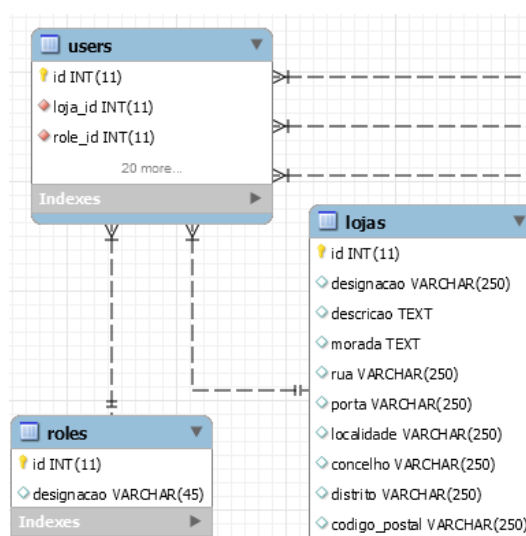 users
id INT(11)
loja_id INT(11)
role_id INT(11)
20 more...
Indexes
lojas
id INT(11)
designacao VARCHAR(250)
descricao TEXT
morada TEXT
rua VARCHAR(250)
porta VARCHAR(250)
localidade VARCHAR(250)
concelho VARCHAR(250)
distrito VARCHAR(250)
codigo_postal VARCHAR(250)
roles
id INT(11)
designacao VARCHAR(45)
Indexes